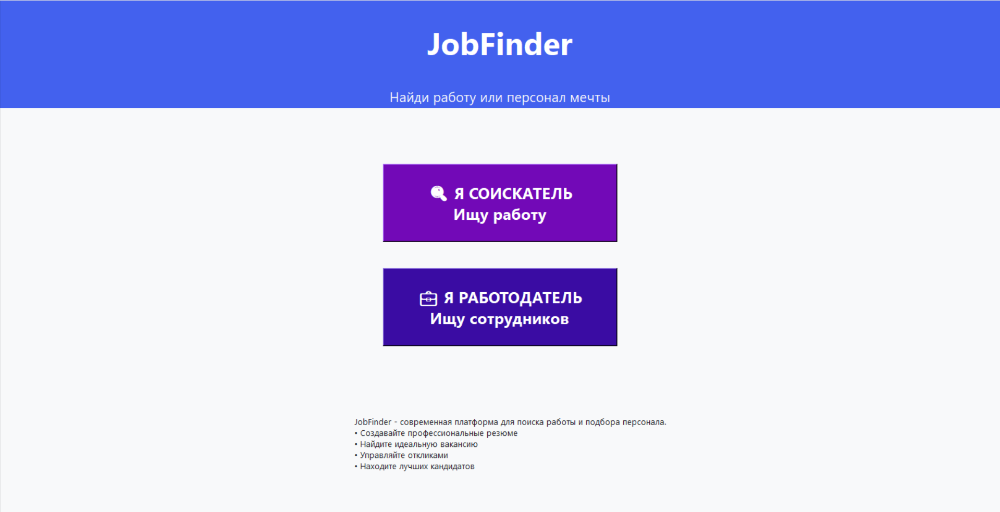 JobFinder
Найди работу или персонал мечты
Я СОИСКАТЕЛЬ
Ищу работу
Я РАБОТОДАТЕЛЬ
Ищу сотрудников
JobFinder - современная платформа для поиска работы и подбора персонала.
• Создавайте профессиональные резюме
• Найдите идеальную вакансию
• Управляйте откликами
• Находите лучших кандидатов